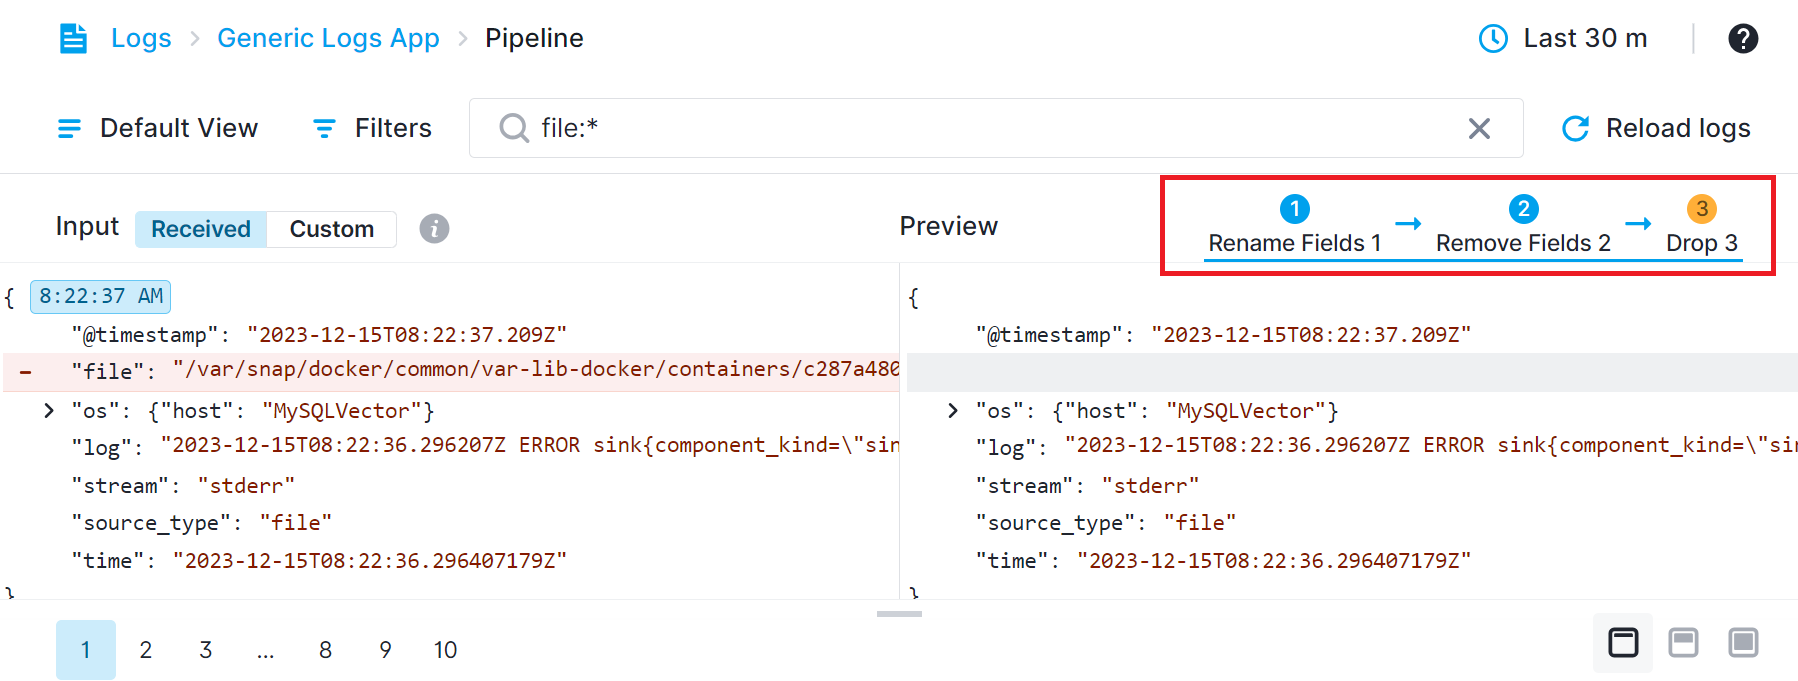 Logs > Generic Logs App > Pipeline
Last 30 m
?
Default View
Filters
file:*
Reload logs
Input
Received
Custom
i
Preview
1
2
3
Rename Fields 1
Remove Fields 2
Drop 3
{ 8:22:37 AM
"@timestamp": "2023-12-15T08:22:37.209Z"
- "file": "/var/snap/docker/common/var-lib-docker/containers/c287a480
"os": {"host": "MySQLVector"}
"log": "2023-12-15T08:22:36.296207Z ERROR sink{component_kind=\"sin
"stream": "stderr"
"source_type": "file"
"time": "2023-12-15T08:22:36.296407179Z"
}
{
"@timestamp": "2023-12-15T08:22:37.209Z"
"os": {"host": "MySQLVector"}
"log": "2023-12-15T08:22:36.296207Z ERROR sink{component_kind=\"si
"stream": "stderr"
"source_type": "file"
"time": "2023-12-15T08:22:36.296407179Z"
}
1 2 3 ... 8 9 10